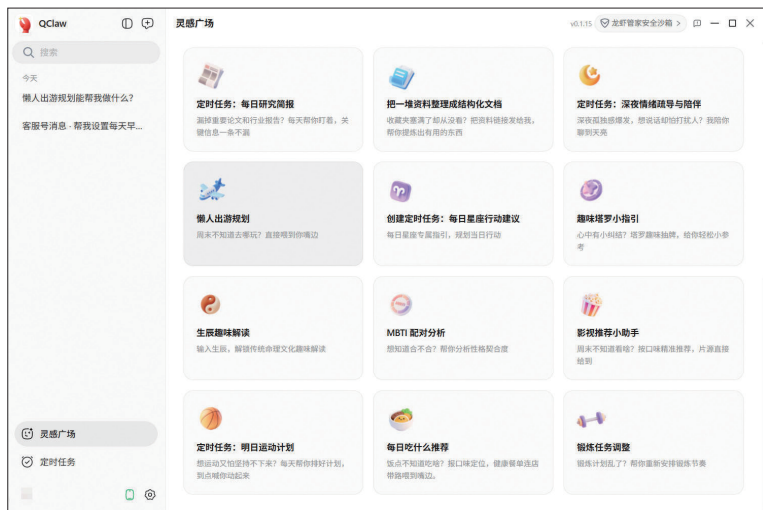 QClaw
搜索
今天
懒人出游规划能帮我做什么？
客服号消息 · 帮我设置每天早...
灵感广场
定时任务
灵感广场
v0.1.15
龙虾管家安全沙箱 >
定时任务：每日研究简报
漏掉重要论文和行业报告？每天帮你盯着，关
键信息一条不漏
把一堆资料整理成结构化文档
收藏夹塞满了却从没看？把资料链接发给我，
帮你提炼出有用的东西
定时任务：深夜情绪疏导与陪伴
深夜孤独感爆发，想说话却怕打扰人？我陪你
聊到天亮
懒人出游规划
周末不知道去哪玩？直接喂到你嘴边
创建定时任务：每日星座行动建议
每日星座专属指引，规划当日行动
趣味塔罗小指引
心中有小纠结？塔罗趣味抽牌，给你轻松小参
考
生辰趣味解读
输入生辰，解锁传统命理文化趣味解读
MBTI 配对分析
想知道合不合？帮你分析性格契合度
影视推荐小助手
周末不知道看啥？按口味精准推荐，片源直接
给到
定时任务：明日运动计划
想运动又怕坚持不下来？每天帮你排好计划，
到点喊你动起来
每日吃什么推荐
饭点不知道吃啥？报口味定位，健康餐单连店
带路喂到嘴边。
锻炼任务调整
锻炼计划乱了？帮你重新安排锻炼节奏